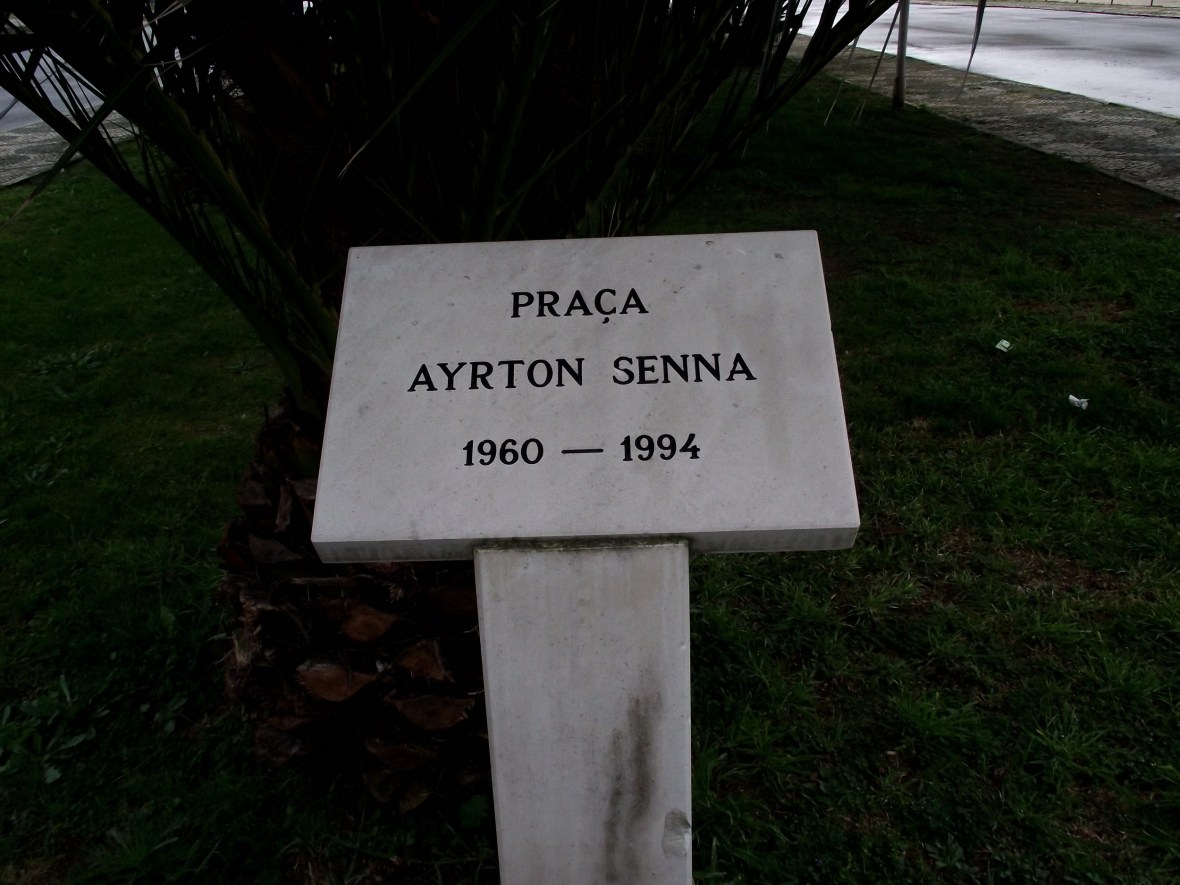 PRAÇA
AYRTON SENNA
1960 — 1994